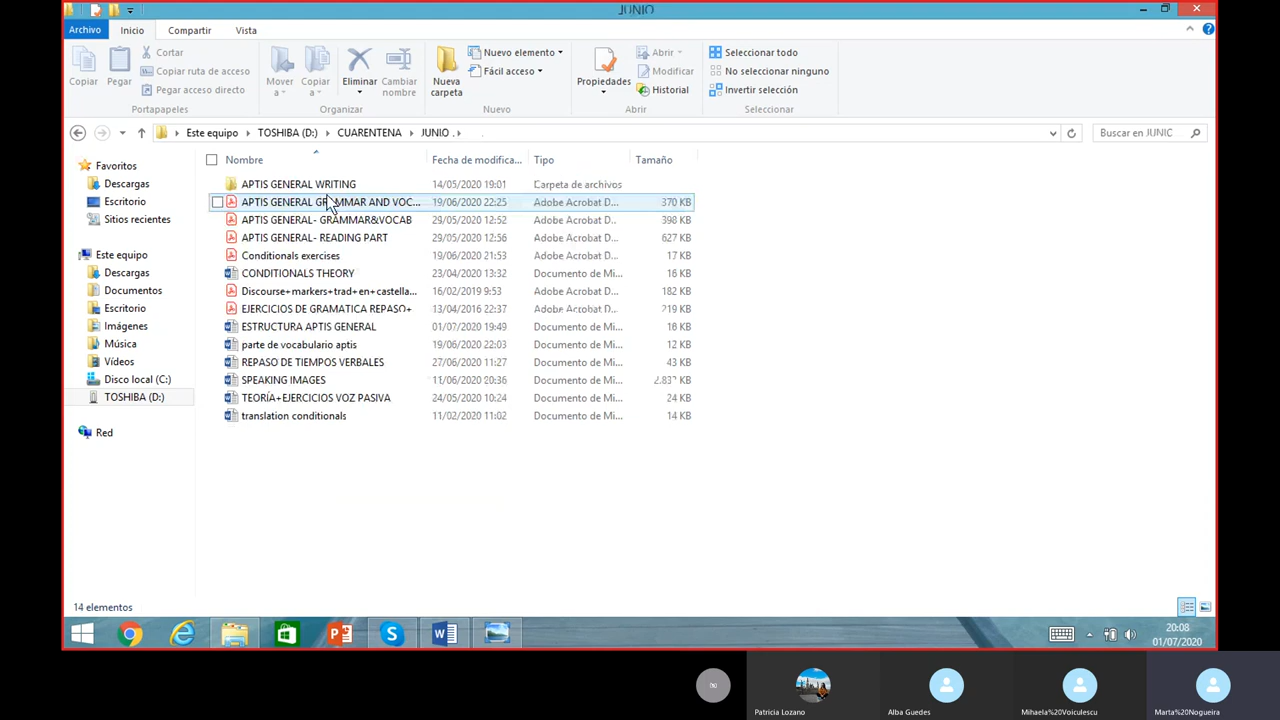 JUNIO
Archivo Inicio Compartir Vista
Copiar Pegar Cortar Copiar ruta de acceso Pegar acceso directo
Mover a Copiar a Eliminar Cambiar nombre
Nueva carpeta Nuevo elemento Fácil acceso
Propiedades Abrir Modificar Historial
Seleccionar todo No seleccionar ninguno Invertir selección
Portapapeles Organizar Nuevo Abrir Seleccionar
Este equipo TOSHIBA (D:) CUARENTENA JUNIO . Buscar en JUNIO
Favoritos
Descargas
Escritorio
Sitios recientes
Este equipo
Descargas
Documentos
Escritorio
Imágenes
Música
Vídeos
Disco local (C:)
TOSHIBA (D:)
Red
Nombre Fecha de modifica... Tipo Tamaño
APTIS GENERAL WRITING 14/05/2020 19:01 Carpeta de archivos
APTIS GENERAL GRAMMAR AND VOC... 19/06/2020 22:25 Adobe Acrobat D... 370 KB
APTIS GENERAL- GRAMMAR&VOCAB 29/05/2020 12:52 Adobe Acrobat D... 398 KB
APTIS GENERAL- READING PART 29/05/2020 12:56 Adobe Acrobat D... 627 KB
Conditionals exercises 19/06/2020 21:53 Adobe Acrobat D... 17 KB
CONDITIONALS THEORY 23/04/2020 13:32 Documento de Mi... 16 KB
Discourse+markers+trad+en+castella... 16/02/2019 9:53 Adobe Acrobat D... 182 KB
EJERCICIOS DE GRAMATICA REPASO+ 13/04/2016 22:37 Adobe Acrobat D... 219 KB
ESTRUCTURA APTIS GENERAL 01/07/2020 19:49 Documento de Mi... 18 KB
parte de vocabulario aptis 19/06/2020 22:03 Documento de Mi... 12 KB
REPASO DE TIEMPOS VERBALES 27/06/2020 11:27 Documento de Mi... 43 KB
SPEAKING IMAGES 11/06/2020 20:36 Documento de Mi... 2.837 KB
TEORÍA+EJERCICIOS VOZ PASIVA 24/05/2020 10:24 Documento de Mi... 24 KB
translation conditionals 11/02/2020 11:02 Documento de Mi... 14 KB
14 elementos
20:08
01/07/2020
Patricia Lozano Alba Guedes Mihaela%20Voiculescu Marta%20Nogueira